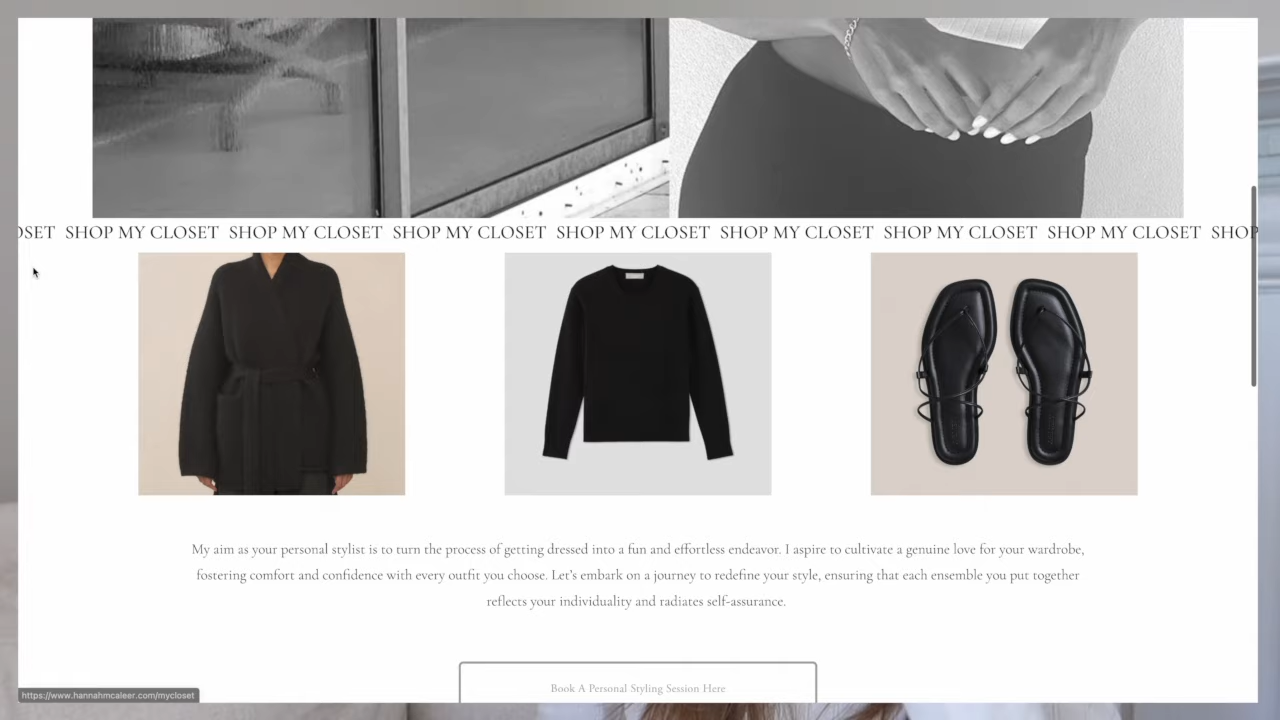 OSET SHOP MY CLOSET SHOP MY CLOSET SHOP MY CLOSET SHOP MY CLOSET SHOP MY CLOSET SHOP MY CLOSET SHOP MY CLOSET SHOP
My aim as your personal stylist is to turn the process of getting dressed into a fun and effortless endeavor. I aspire to cultivate a genuine love for your wardrobe,
fostering comfort and confidence with every outfit you choose. Let's embark on a journey to redefine your style, ensuring that each ensemble you put together
reflects your individuality and radiates self-assurance.
Book A Personal Styling Session Here
https://www.hannahmcaleer.com/mycloset